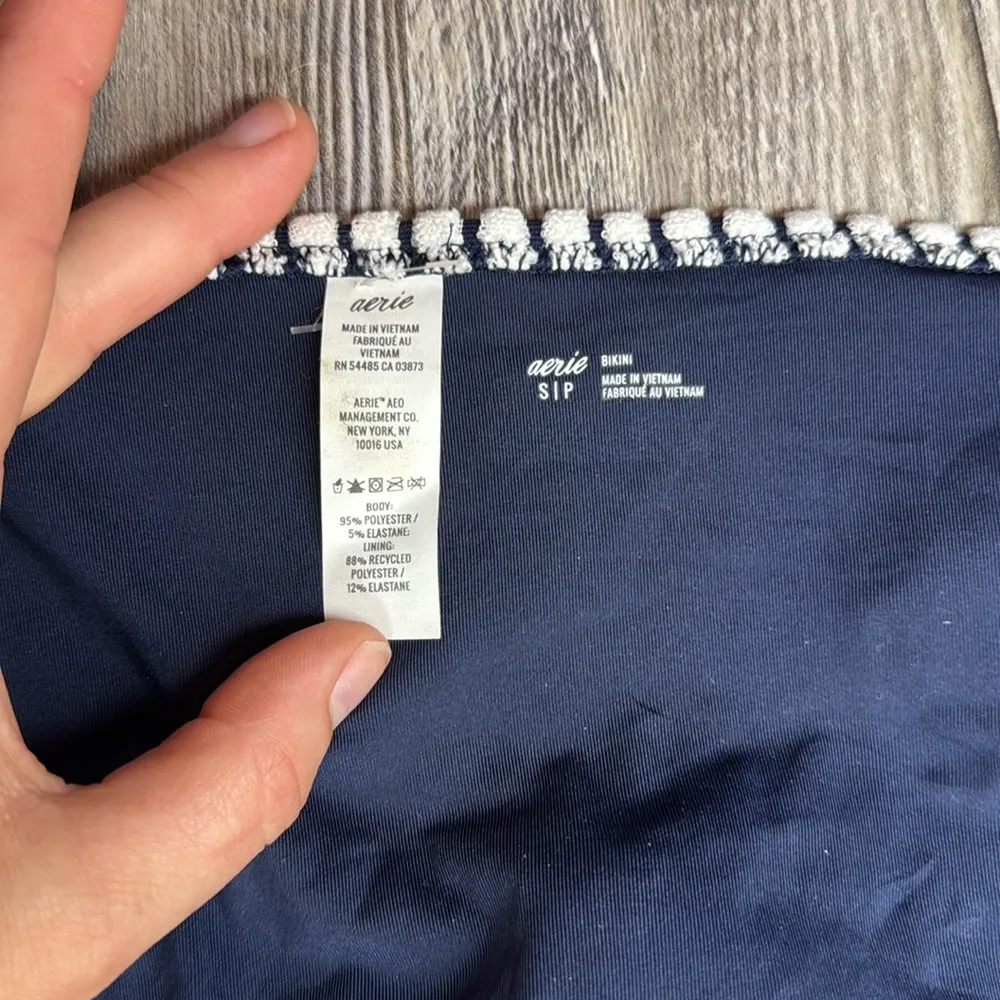 aerie
MADE IN VIETNAM
FABRIQUÉ AU
VIETNAM
RN 54485 CA 03873
AERIE™ AEO
MANAGEMENT CO.
NEW YORK, NY
10016 USA
BODY:
95% POLYESTER /
5% ELASTANE;
LINING:
88% RECYCLED
POLYESTER /
12% ELASTANE
aerie BIKINI
S|P MADE IN VIETNAM
FABRIQUÉ AU VIETNAM